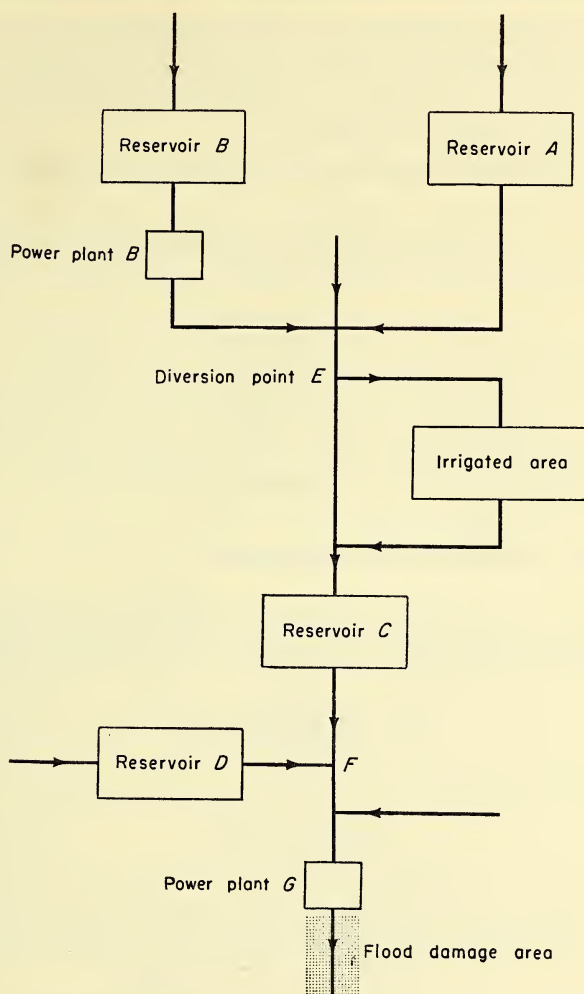 Reservoir B
Reservoir A
Power plant B
Diversion point E
Irrigated area
Reservoir C
Reservoir D
F
Power plant G
Flood damage area